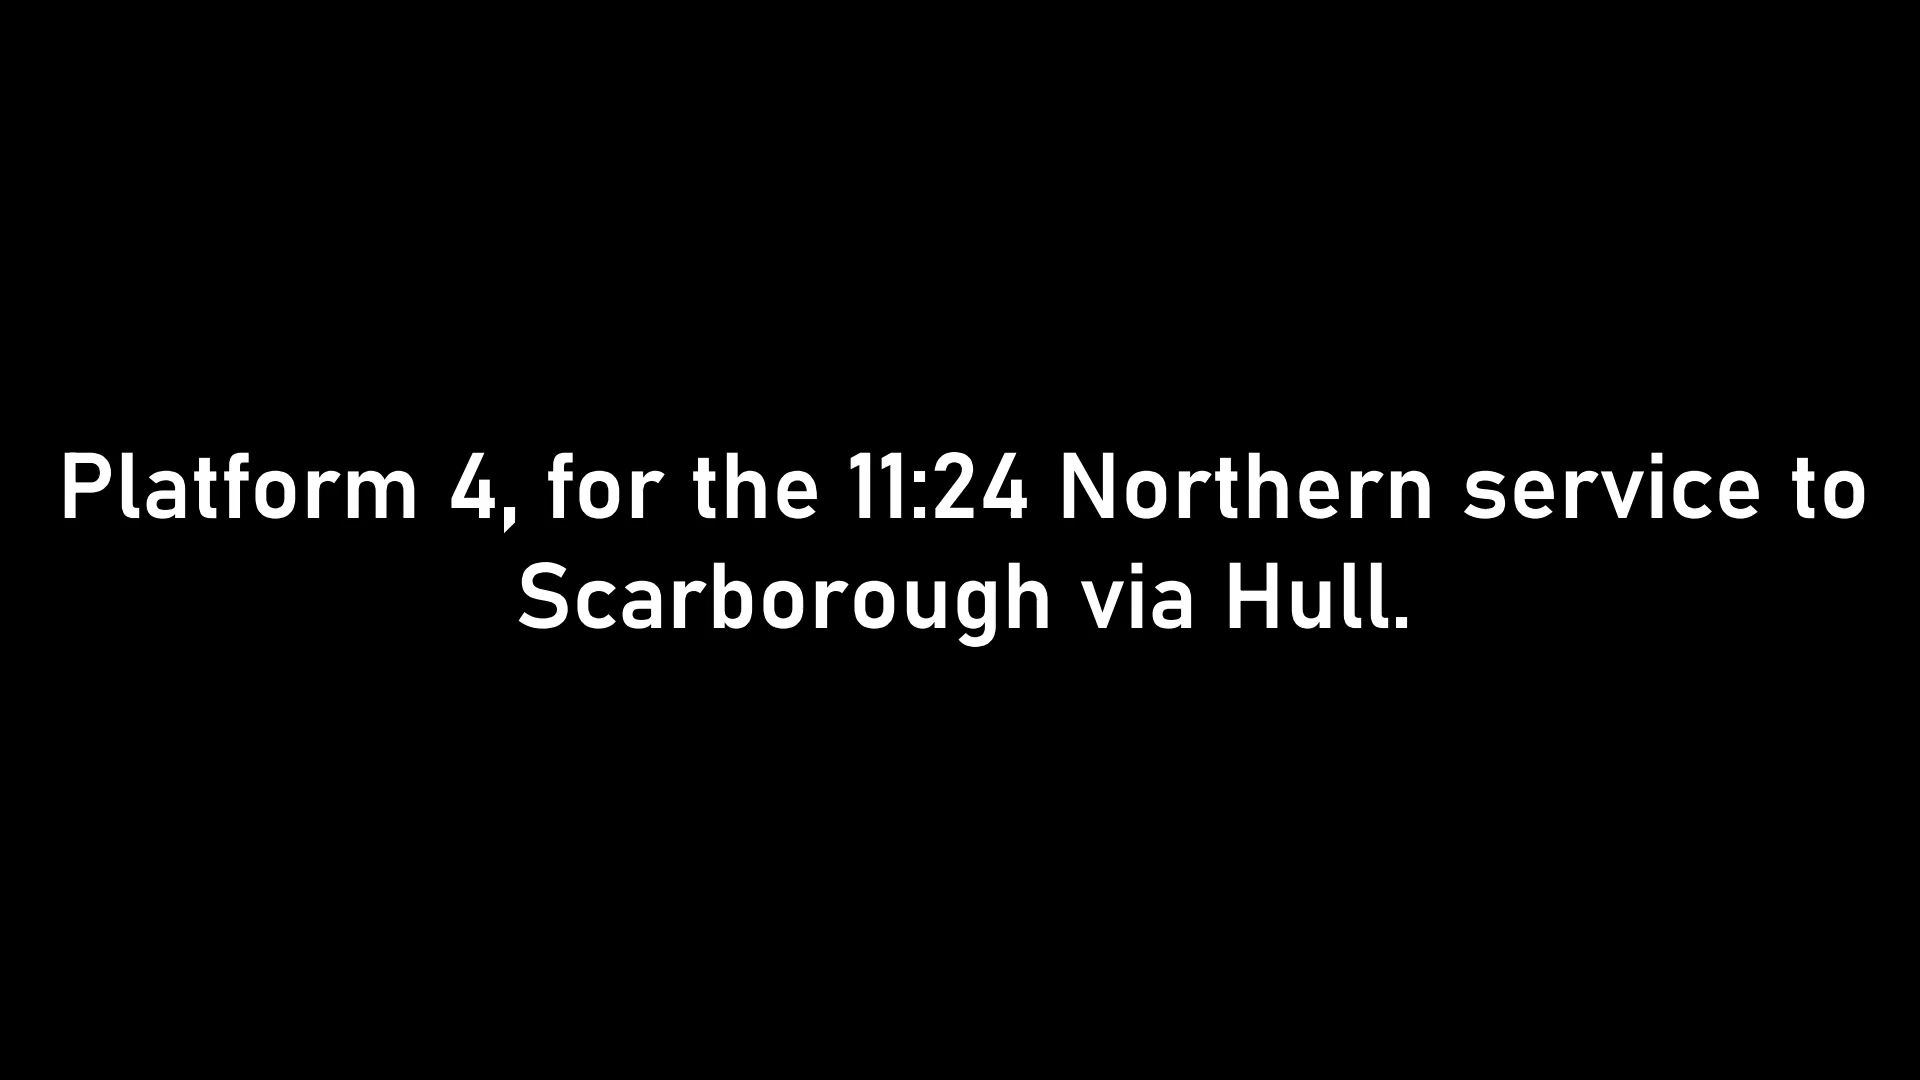 Platform 4, for the 11:24 Northern service to
Scarborough via Hull.